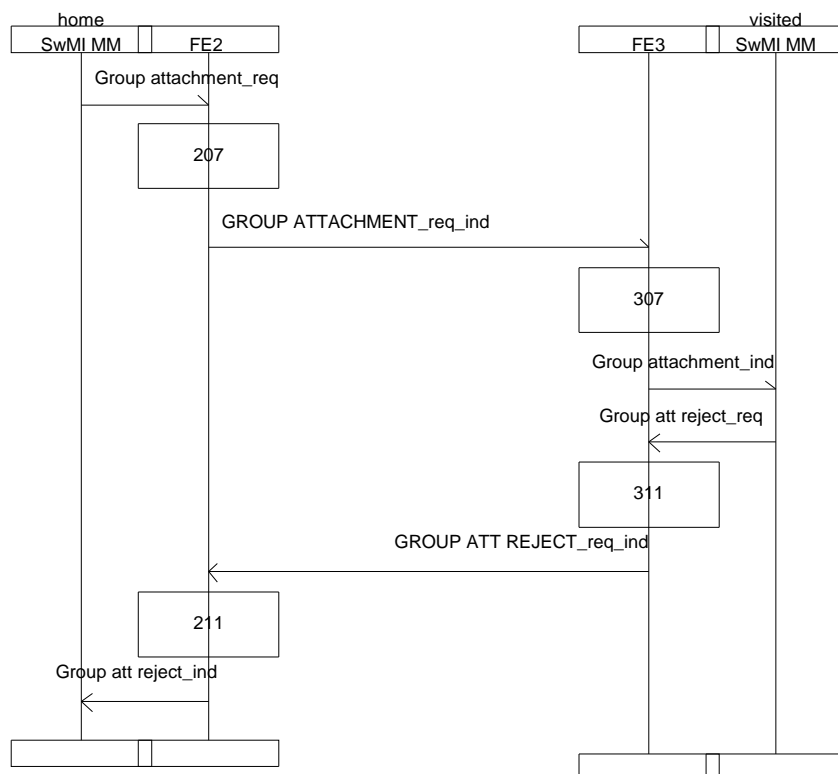 home
visited
SwMI MM
FE2
FE3
SwMI MM
Group attachment_req
207
GROUP ATTACHMENT_req_ind
307
Group attachment_ind
Group att reject_req
311
GROUP ATT REJECT_req_ind
211
Group att reject_ind